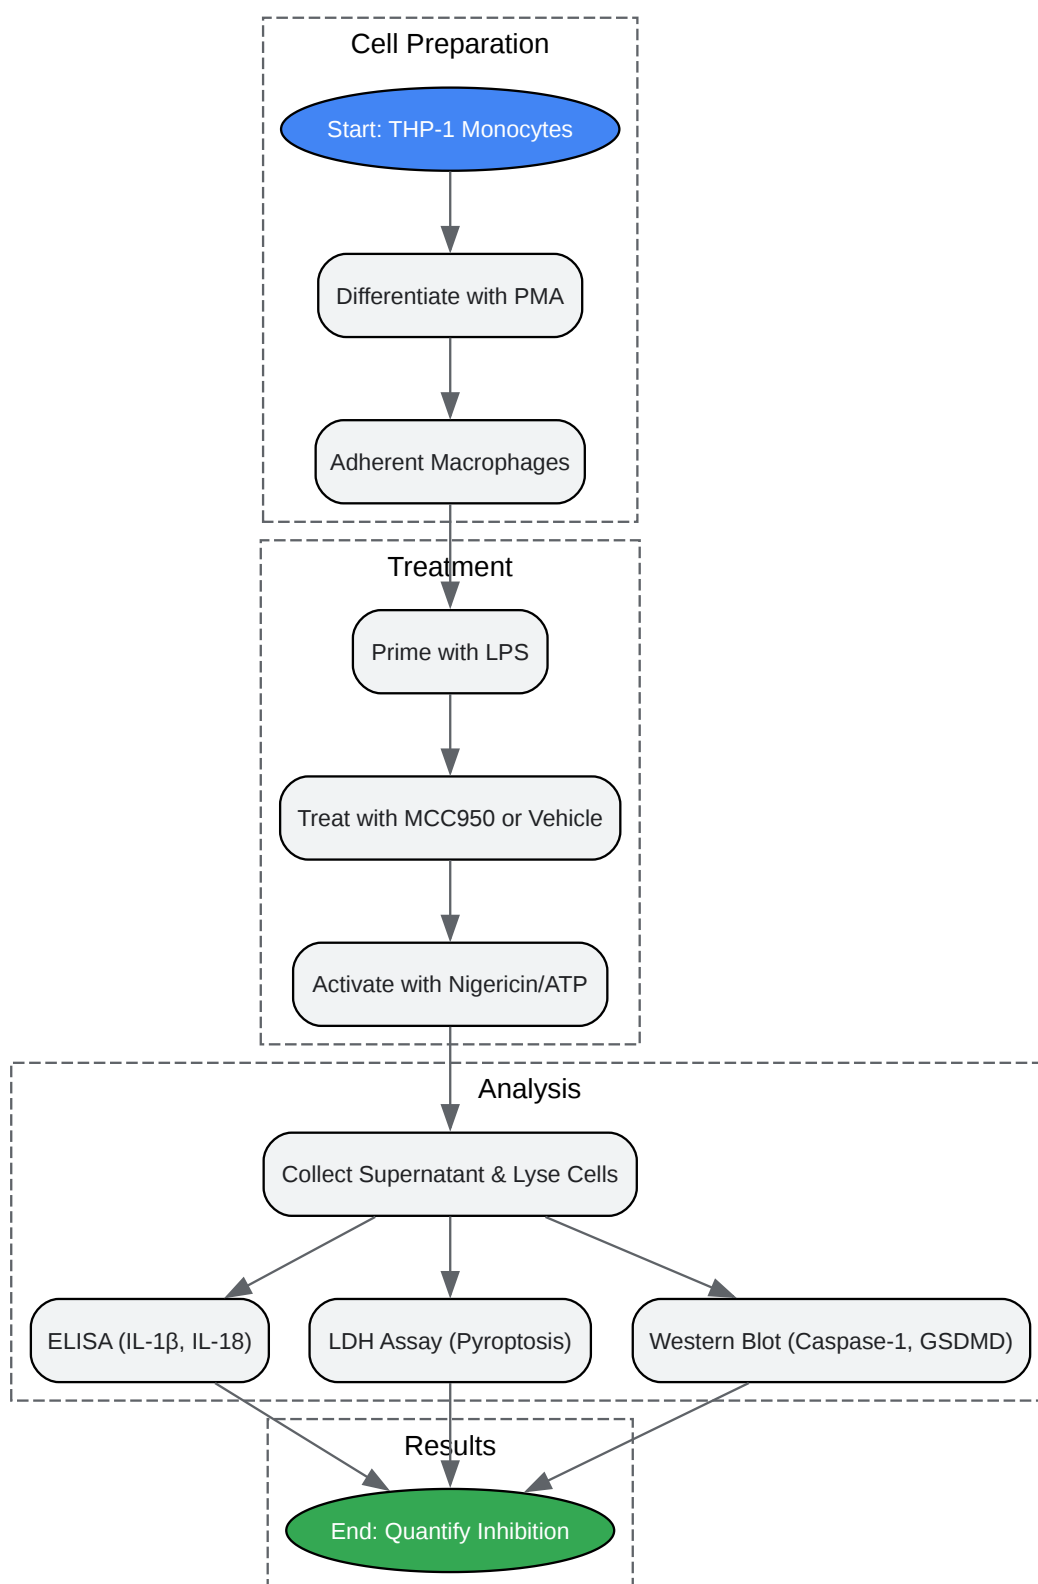 Cell Preparation
Start: THP-1 Monocytes
Differentiate with PMA
Adherent Macrophages
Treatment
Prime with LPS
Treat with MCC950 or Vehicle
Activate with Nigericin/ATP
Analysis
Collect Supernatant & Lyse Cells
ELISA (IL-1β, IL-18)
LDH Assay (Pyroptosis)
Western Blot (Caspase-1, GSDMD)
Results
End: Quantify Inhibition